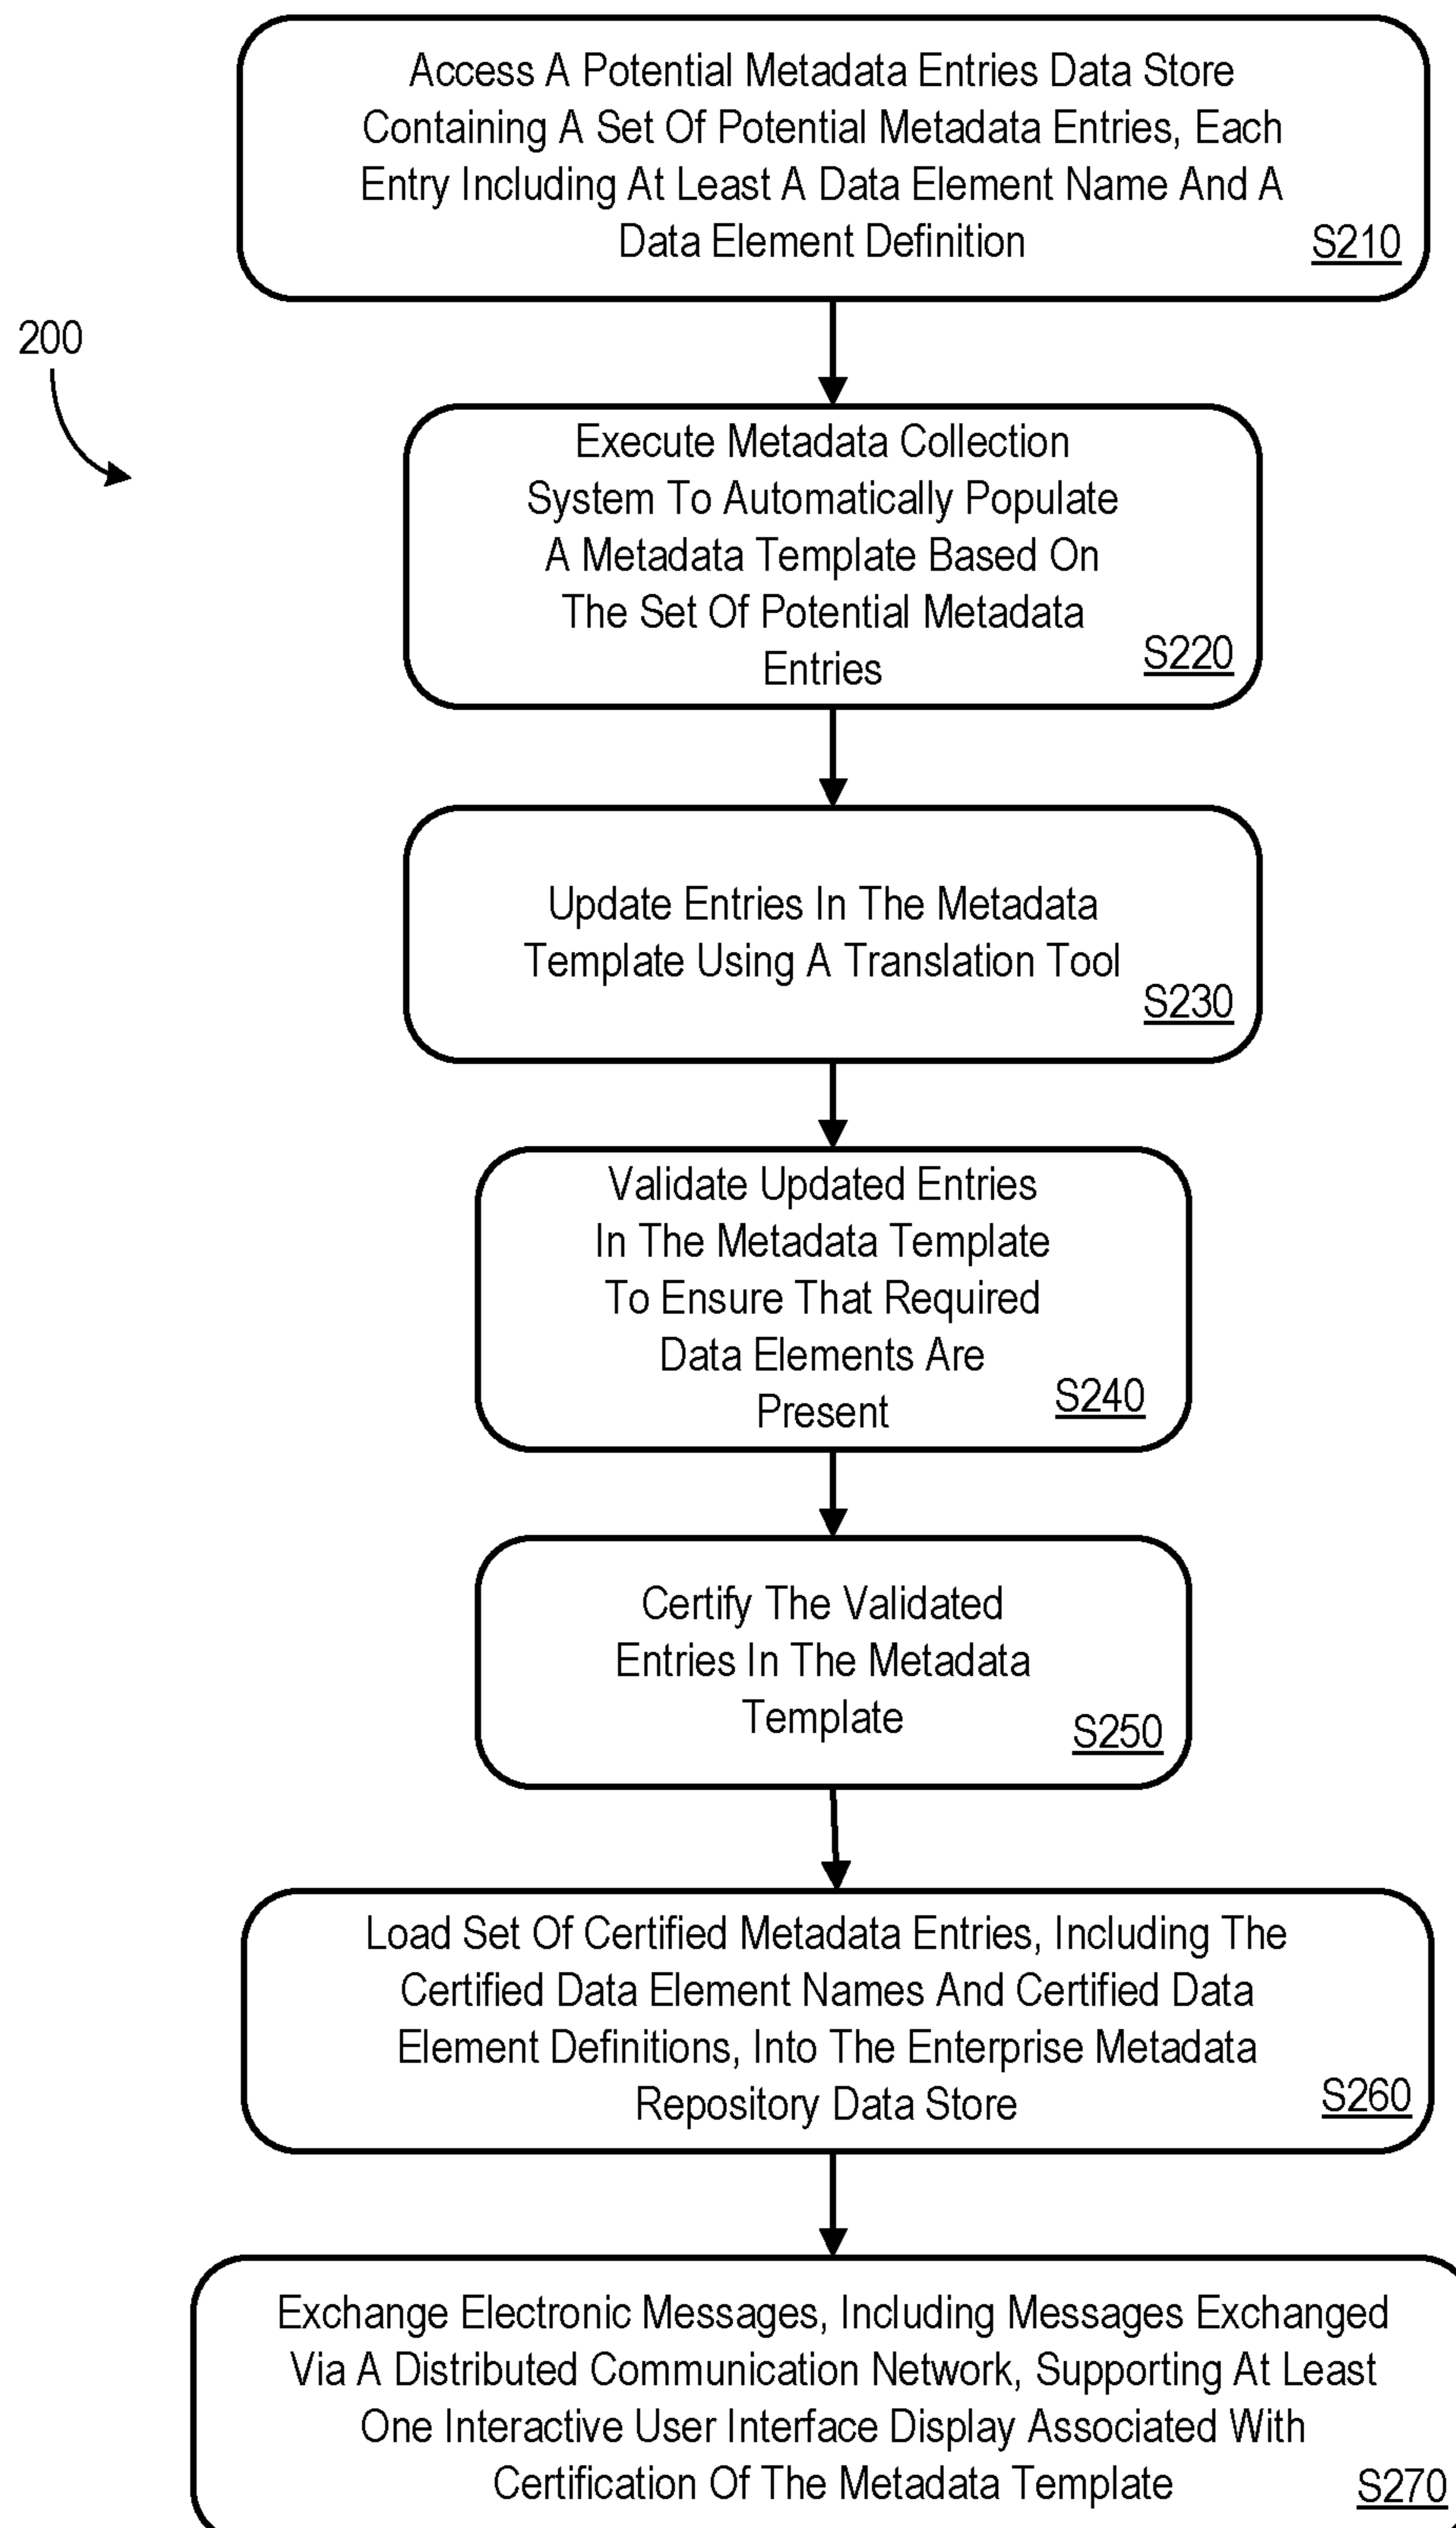 Access A Potential Metadata Entries Data Store
Containing A Set Of Potential Metadata Entries, Each
Entry Including At Least A Data Element Name And A
Data Element Definition
S210
200
Execute Metadata Collection
System To Automatically Populate
A Metadata Template Based On
The Set Of Potential Metadata
Entries
S220
Update Entries In The Metadata
Template Using A Translation Tool
S230
Validate Updated Entries
In The Metadata Template
To Ensure That Required
Data Elements Are
Present
S240
Certify The Validated
Entries In The Metadata
Template
S250
Load Set Of Certified Metadata Entries, Including The
Certified Data Element Names And Certified Data
Element Definitions, Into The Enterprise Metadata
Repository Data Store
S260
Exchange Electronic Messages, Including Messages Exchanged
Via A Distributed Communication Network, Supporting At Least
One Interactive User Interface Display Associated With
Certification Of The Metadata Template
S270